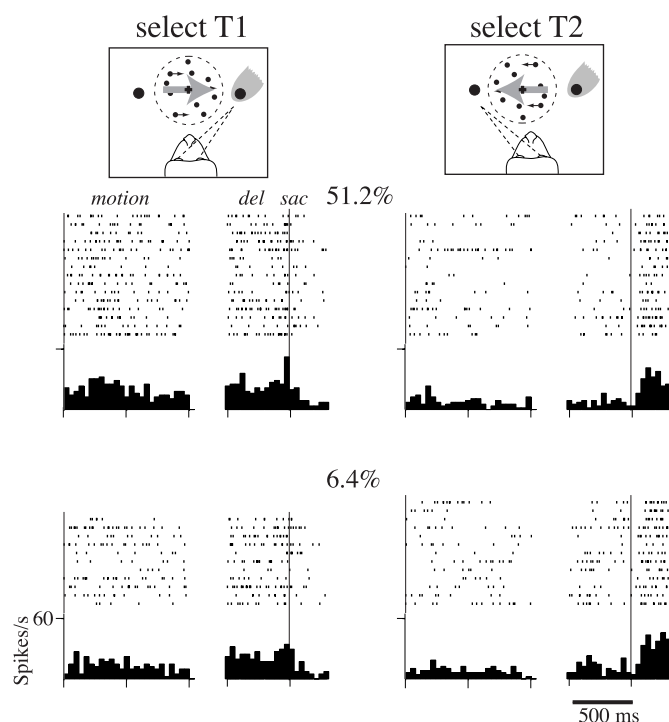 select T1
select T2
motion
del sac
51.2%
6.4%
60
Spikes/s
500 ms